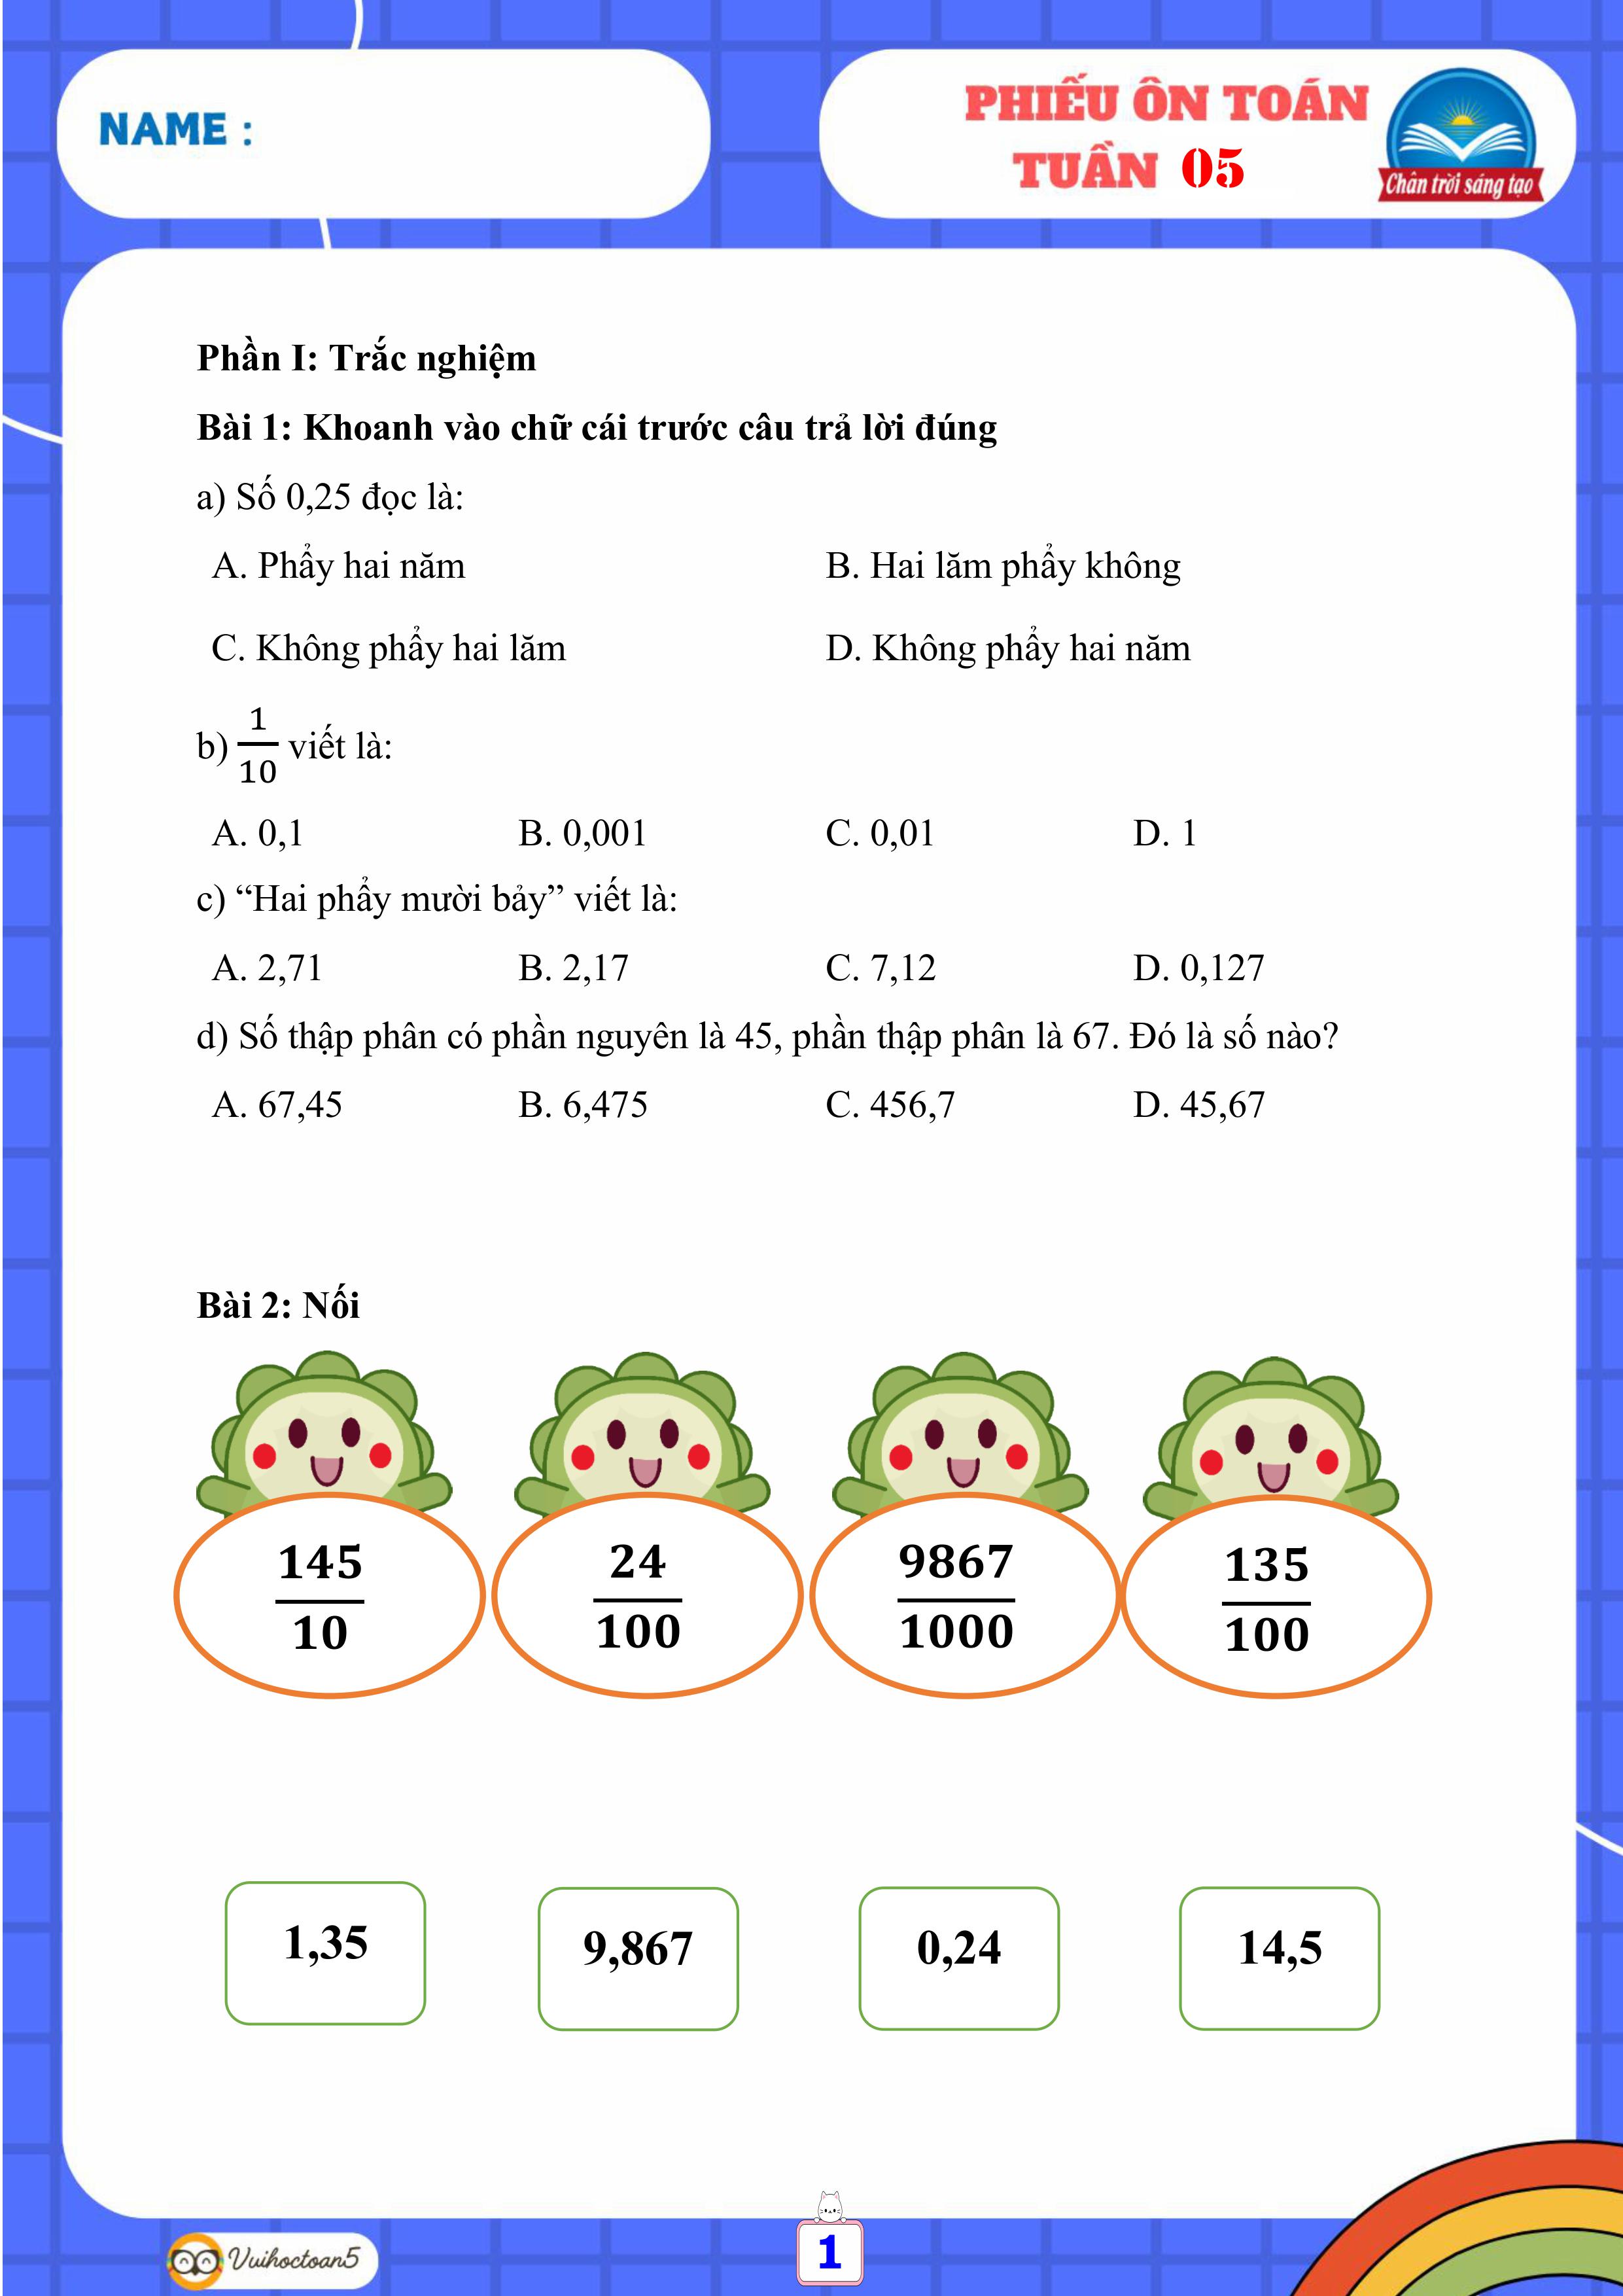 NAME :
PHIẾU ÔN TOÁN
TUẦN 05
Chân trời sáng tạo
Phần I: Trắc nghiệm
Bài 1: Khoanh vào chữ cái trước câu trả lời đúng
a) Số 0,25 đọc là:
A. Phẩy hai năm B. Hai lăm phẩy không
C. Không phẩy hai lăm D. Không phẩy hai năm
b) 1/10 viết là:
A. 0,1 B. 0,001 C. 0,01 D. 1
c) “Hai phẩy mười bảy” viết là:
A. 2,71 B. 2,17 C. 7,12 D. 0,127
d) Số thập phân có phần nguyên là 45, phần thập phân là 67. Đó là số nào?
A. 67,45 B. 6,475 C. 456,7 D. 45,67
Bài 2: Nối
145/10 24/100 9867/1000 135/100
1,35 9,867 0,24 14,5
Vuihoctoan5
1